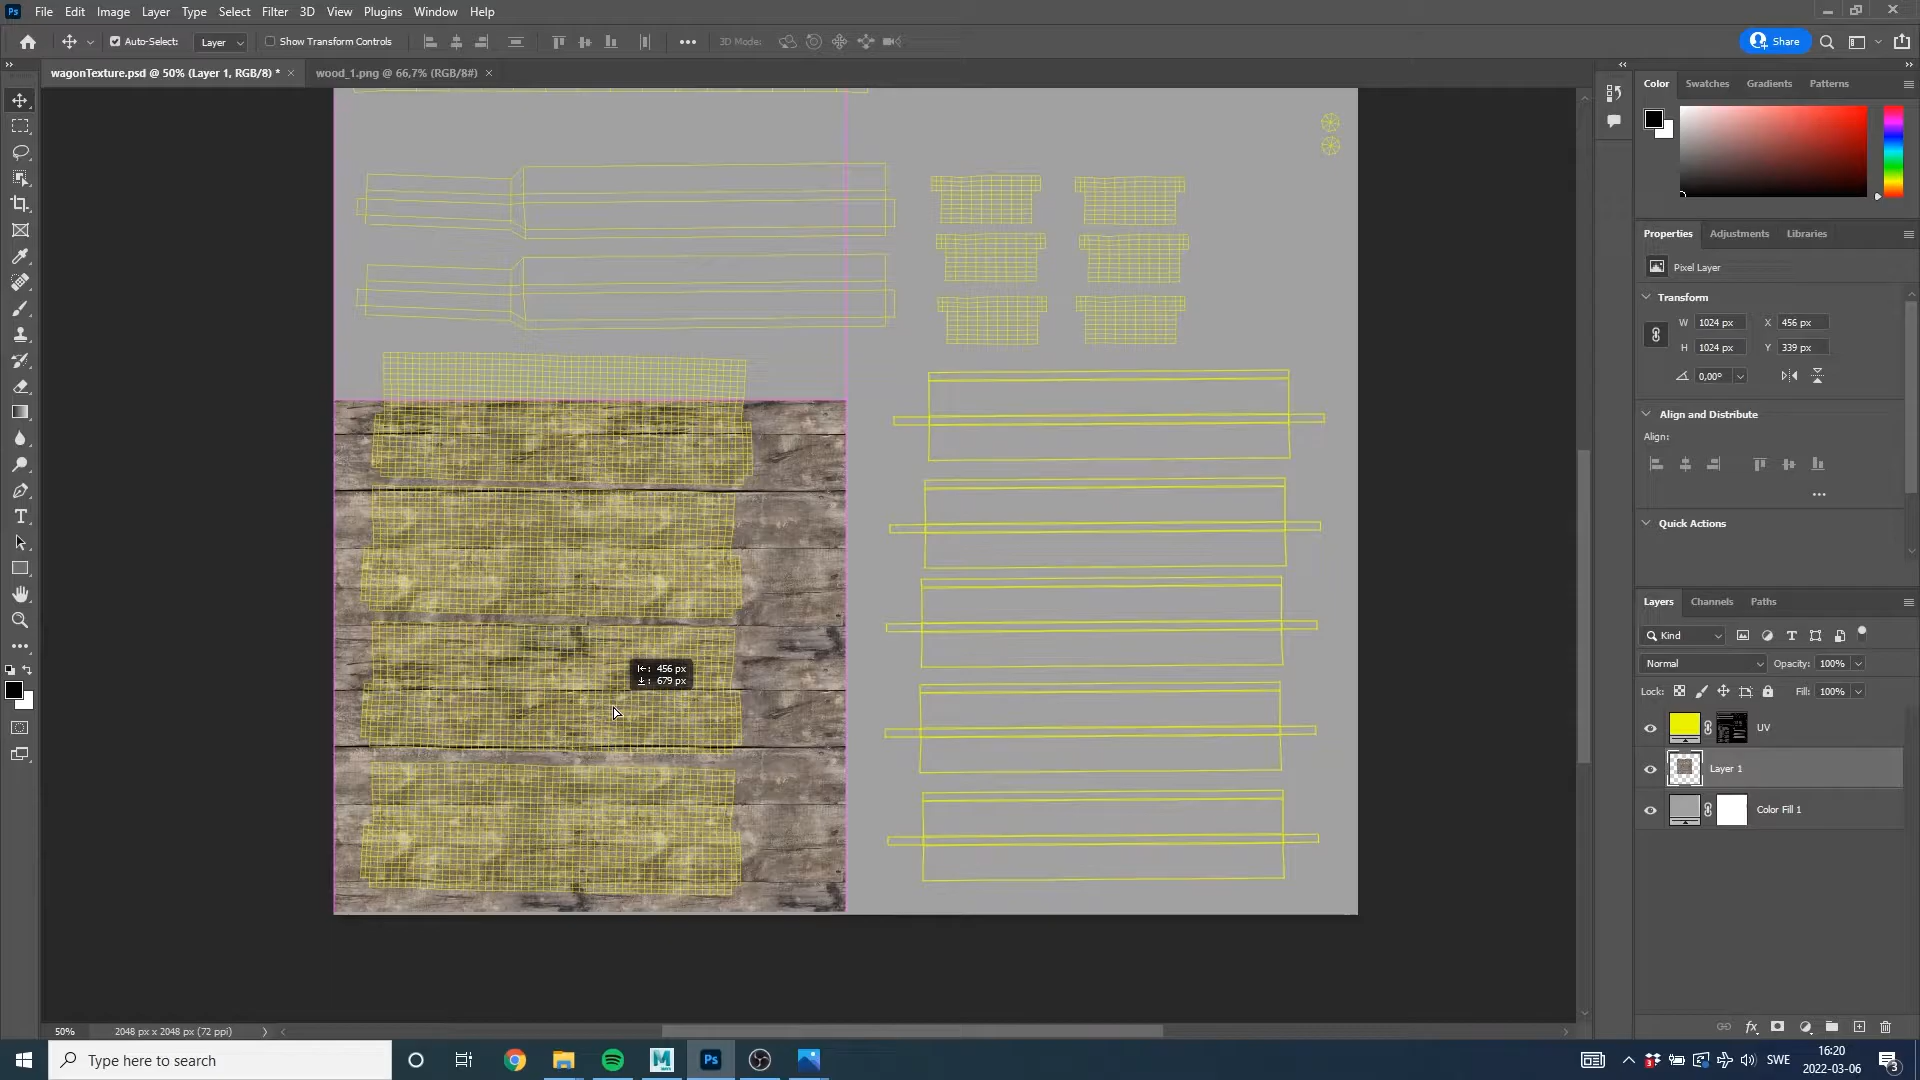 Ps File Edit Image Layer Type Select Filter 3D View Plugins Window Help
Auto-Select: Layer Show Transform Controls 3D Mode: Share
wagonTexture.psd @ 50% (Layer 1, RGB/8) * × wood_1.png @ 66,7% (RGB/8#) ×
Color Swatches Gradients Patterns
Properties Adjustments Libraries
Pixel Layer
Transform
W 1024 px X 456 px
H 1024 px Y 339 px
0,00°
Align and Distribute
Align:
Quick Actions
Layers Channels Paths
Kind
Normal Opacity: 100%
Lock: Fill: 100%
UV
Layer 1
Color Fill 1
: 456 px
: 679 px
50% 2048 px x 2048 px (72 ppi)
Type here to search
M
Ps
SWE
16:20
2022-03-06
3